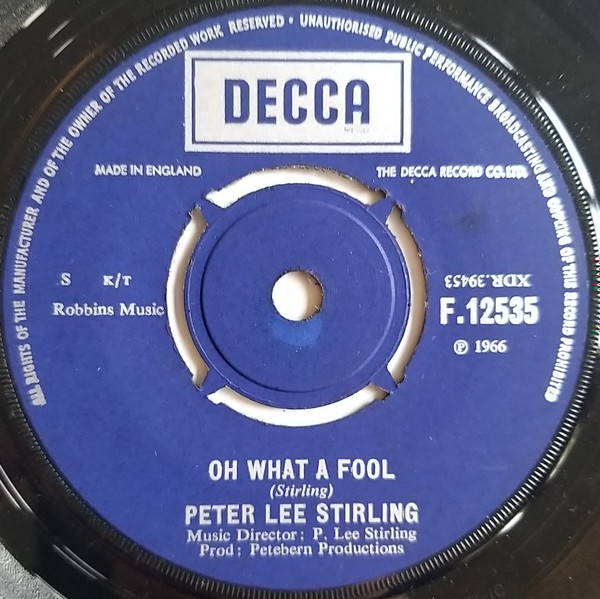 ALL RIGHTS OF THE MANUFACTURER AND OF THE OWNER OF THE RECORDED WORK RESERVED • UNAUTHORISED PUBLIC PERFORMANCE BROADCASTING AND COPYING OF THIS RECORD PROHIBITED
DECCA
MADE IN ENGLAND
THE DECCA RECORD CO. LTD.
S K/T
XDR.39453
Robbins Music
F.12535
℗ 1966
OH WHAT A FOOL
(Stirling)
PETER LEE STIRLING
Music Director: P. Lee Stirling
Prod: Petebern Productions